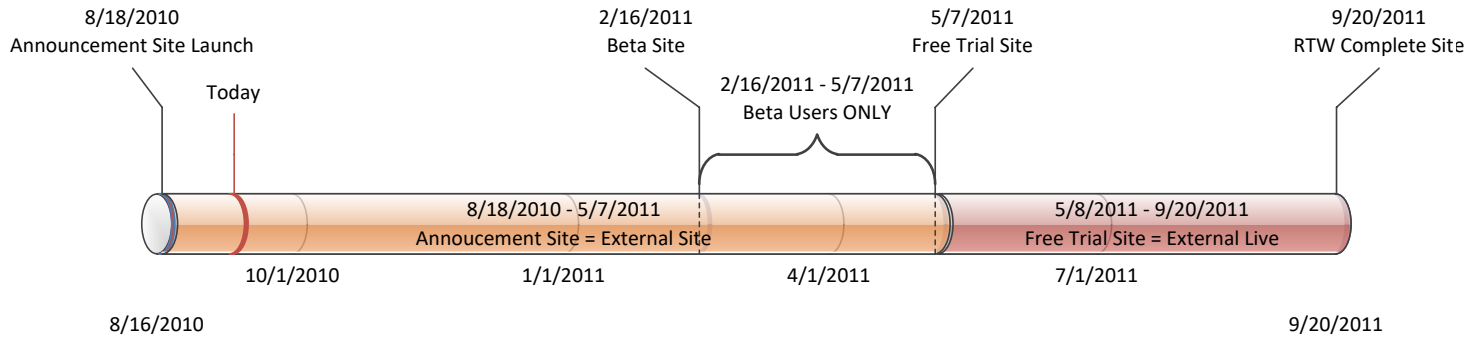 8/18/2010
Announcement Site Launch
2/16/2011
Beta Site
5/7/2011
Free Trial Site
9/20/2011
RTW Complete Site
Today
2/16/2011 - 5/7/2011
Beta Users ONLY
8/18/2010 - 5/7/2011
Annoucement Site = External Site
5/8/2011 - 9/20/2011
Free Trial Site = External Live
10/1/2010
1/1/2011
4/1/2011
7/1/2011
8/16/2010
9/20/2011